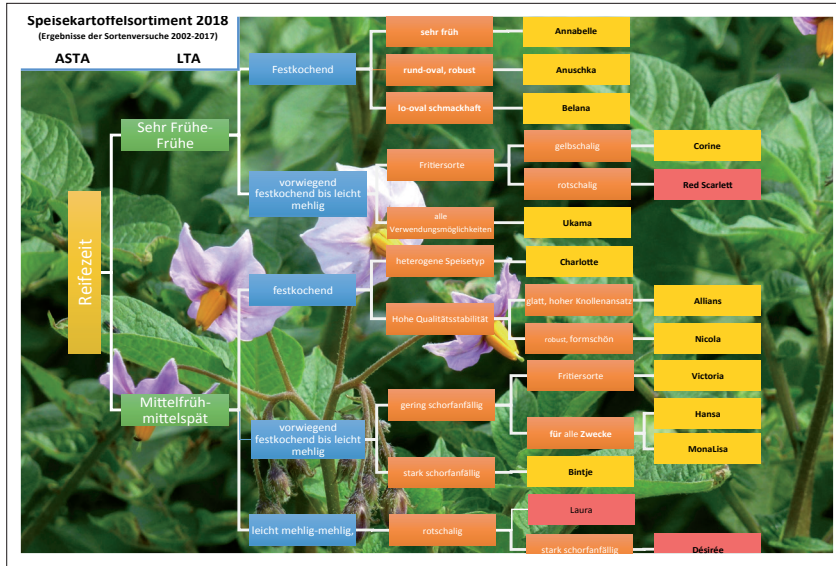 Speisekartoffelsortiment 2018
(Ergebnisse der Sortenversuche 2002-2017)
ASTA LTA
Reifezeit
Sehr Frühe-
Frühe
Festkochend
sehr früh
Annabelle
rund-oval, robust
Anuschka
lo-oval schmackhaft
Belana
vorwiegend
festkochend bis leicht
mehlig
Fritiersorte
gelbschalig
Corine
rotschalig
Red Scarlett
alle
Verwendungsmöglichkeiten
Ukama
Mittelfrüh-
mittelspät
festkochend
heterogene Speisetyp
Charlotte
Hohe Qualitätsstabilität
glatt, hoher Knollenansatz
Allians
robust, formschön
Nicola
vorwiegend
festkochend bis leicht
mehlig
gering schorfanfällig
Fritiersorte
Victoria
für alle Zwecke
Hansa
MonaLisa
stark schorfanfällig
Bintje
leicht mehlig-mehlig,
rotschalig
Laura
stark schorfanfällig
Désirée